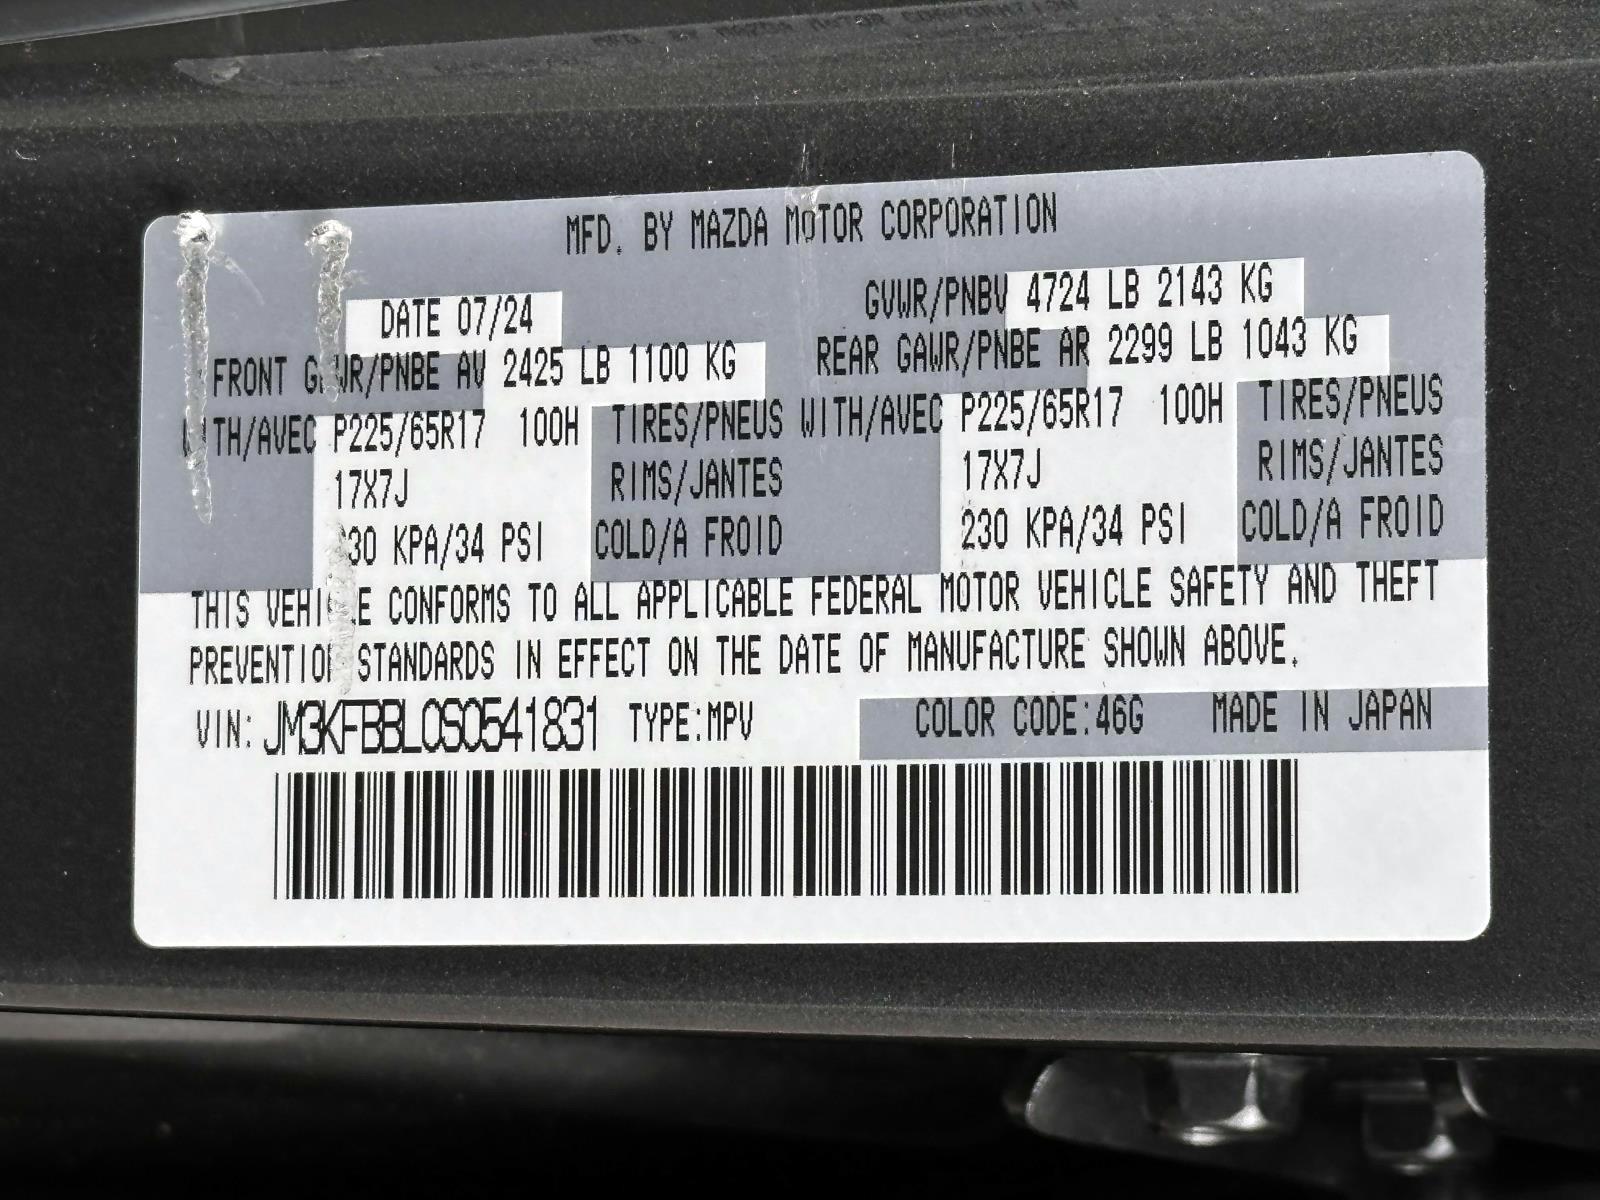 MFD. BY MAZDA MOTOR CORPORATION
DATE 07/24 GVWR/PNBV 4724 LB 2143 KG
FRONT GAWR/PNBE AV 2425 LB 1100 KG REAR GAWR/PNBE AR 2299 LB 1043 KG
WITH/AVEC P225/65R17 100H TIRES/PNEUS WITH/AVEC P225/65R17 100H TIRES/PNEUS
17X7J RIMS/JANTES 17X7J RIMS/JANTES
230 KPA/34 PSI COLD/A FROID 230 KPA/34 PSI COLD/A FROID
THIS VEHICLE CONFORMS TO ALL APPLICABLE FEDERAL MOTOR VEHICLE SAFETY AND THEFT
PREVENTION STANDARDS IN EFFECT ON THE DATE OF MANUFACTURE SHOWN ABOVE.
VIN: JM3KFBBL0S0541831 TYPE:MPV COLOR CODE:46G MADE IN JAPAN